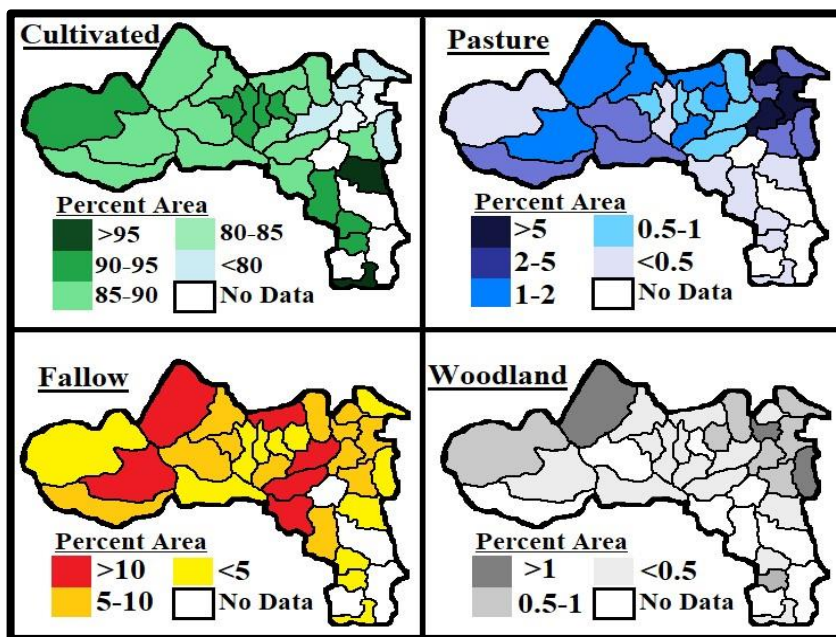 Cultivated
Percent Area
>95
90-95
85-90
80-85
<80
No Data
Pasture
Percent Area
>5
2-5
1-2
0.5-1
<0.5
No Data
Fallow
Percent Area
>10
5-10
<5
No Data
Woodland
Percent Area
>1
0.5-1
<0.5
No Data